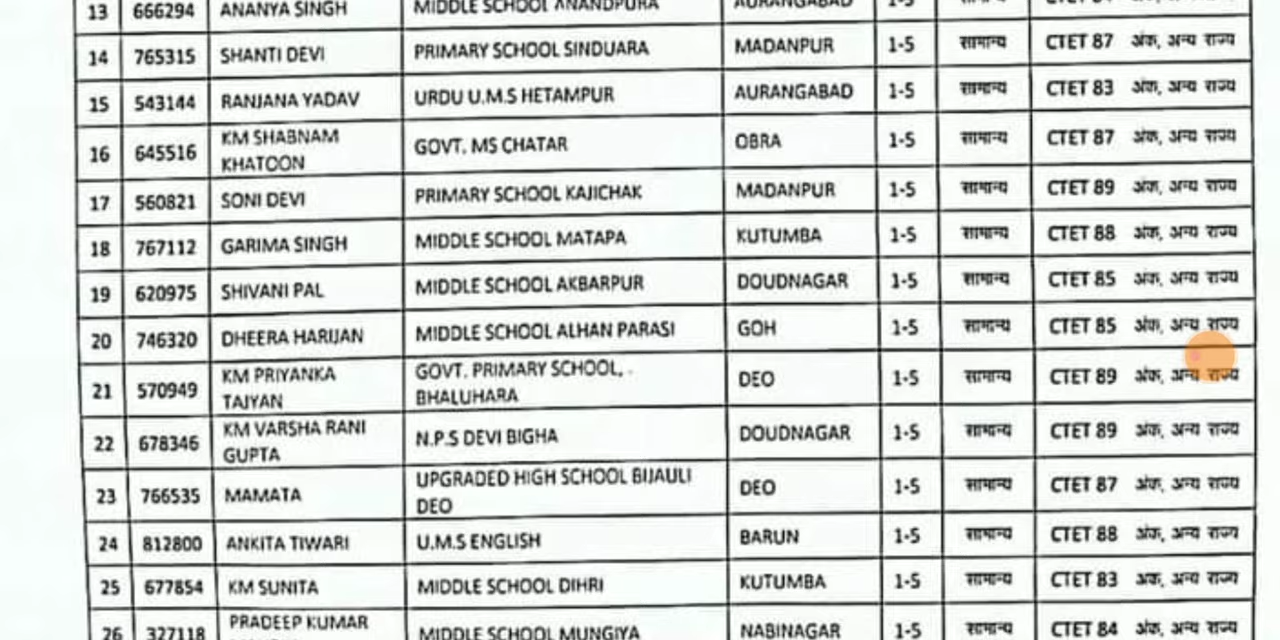 13 666294 ANANYA SINGH MIDDLE SCHOOL ANANDPURA AURANGABAD 1-5 सामान्य CTET अंक, अन्य राज्य
14 765315 SHANTI DEVI PRIMARY SCHOOL SINDUARA MADANPUR 1-5 सामान्य CTET 87 अंक, अन्य राज्य
15 543144 RANJANA YADAV URDU U.M.S HETAMPUR AURANGABAD 1-5 सामान्य CTET 83 अंक, अन्य राज्य
16 645516 KM SHABNAM
KHATOON GOVT. MS CHATAR OBRA 1-5 सामान्य CTET 87 अंक, अन्य राज्य
17 560821 SONI DEVI PRIMARY SCHOOL KAJICHAK MADANPUR 1-5 सामान्य CTET 89 अंक, अन्य राज्य
18 767112 GARIMA SINGH MIDDLE SCHOOL MATAPA KUTUMBA 1-5 सामान्य CTET 88 अंक, अन्य राज्य
19 620975 SHIVANI PAL MIDDLE SCHOOL AKBARPUR DOUDNAGAR 1-5 सामान्य CTET 85 अंक, अन्य राज्य
20 746320 DHEERA HARIJAN MIDDLE SCHOOL ALHAN PARASI GOH 1-5 सामान्य CTET 85 अंक, अन्य राज्य
21 570949 KM PRIYANKA
TAIYAN GOVT. PRIMARY SCHOOL,
BHALUHARA DEO 1-5 सामान्य CTET 89 अंक, अन्य राज्य
22 678346 KM VARSHA RANI
GUPTA N.P.S DEVI BIGHA DOUDNAGAR 1-5 सामान्य CTET 89 अंक, अन्य राज्य
23 766535 MAMATA UPGRADED HIGH SCHOOL BIJAULI
DEO DEO 1-5 सामान्य CTET 87 अंक, अन्य राज्य
24 812800 ANKITA TIWARI U.M.S ENGLISH BARUN 1-5 सामान्य CTET 88 अंक, अन्य राज्य
25 677854 KM SUNITA MIDDLE SCHOOL DIHRI KUTUMBA 1-5 सामान्य CTET 83 अंक, अन्य राज्य
26 327118 PRADEEP KUMAR MIDDLE SCHOOL MUNGIYA NABINAGAR 1-5 सामान्य CTET 84 अंक, अन्य राज्य